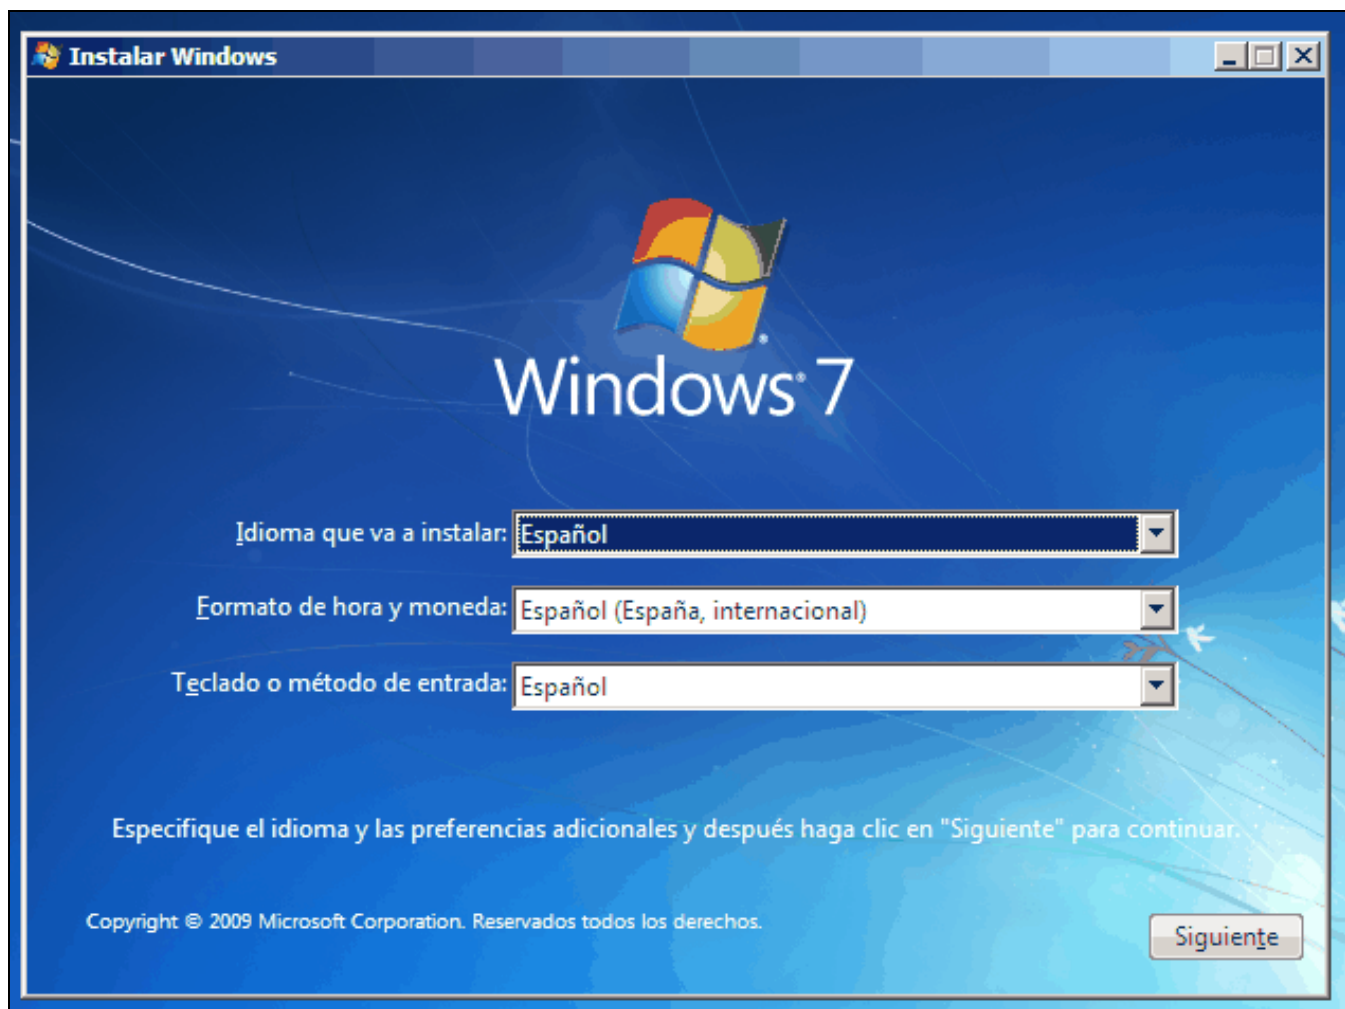 Instalar Windows
Windows® 7
Idioma que va a instalar: Español
Formato de hora y moneda: Español (España, internacional)
Teclado o método de entrada: Español
Especifique el idioma y las preferencias adicionales y después haga clic en "Siguiente" para continuar.
Copyright © 2009 Microsoft Corporation. Reservados todos los derechos.
Siguiente